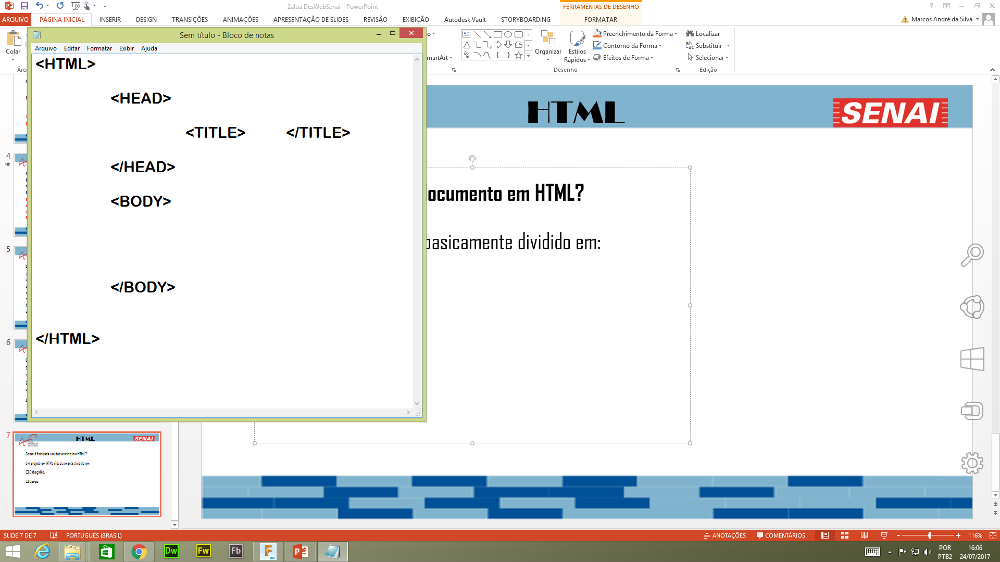 2alua DesWebSenai - PowerPoint
FERRAMENTAS DE DESENHO
ARQUIVO PÁGINA INICIAL INSERIR DESIGN TRANSIÇÕES ANIMAÇÕES APRESENTAÇÃO DE SLIDES REVISÃO EXIBIÇÃO Autodesk Vault STORYBOARDING FORMATAR Marcos André da Silva
Colar
Organizar
Estilos
Rápidos
Preenchimento da Forma
Contorno da Forma
Efeitos de Forma
Desenho
Localizar
Substituir
Selecionar
Edição
martArt
Sem título - Bloco de notas
Arquivo Editar Formatar Exibir Ajuda
<HTML>
<HEAD>
<TITLE> </TITLE>
</HEAD>
<BODY>
</BODY>
</HTML>
HTML
SENAI
documento em HTML?
basicamente dividido em:
4
5
6
7
HTML
SENAI
Como é formada um documento em HTML?
Um projeto em HTML é basicamente dividido em:
Cabeçalho;
Corpo.
SLIDE 7 DE 7 PORTUGUÊS (BRASIL) ANOTAÇÕES COMENTÁRIOS 116%
Dw Fw Fb F 360
POR
PTB2
16:06
24/07/2017